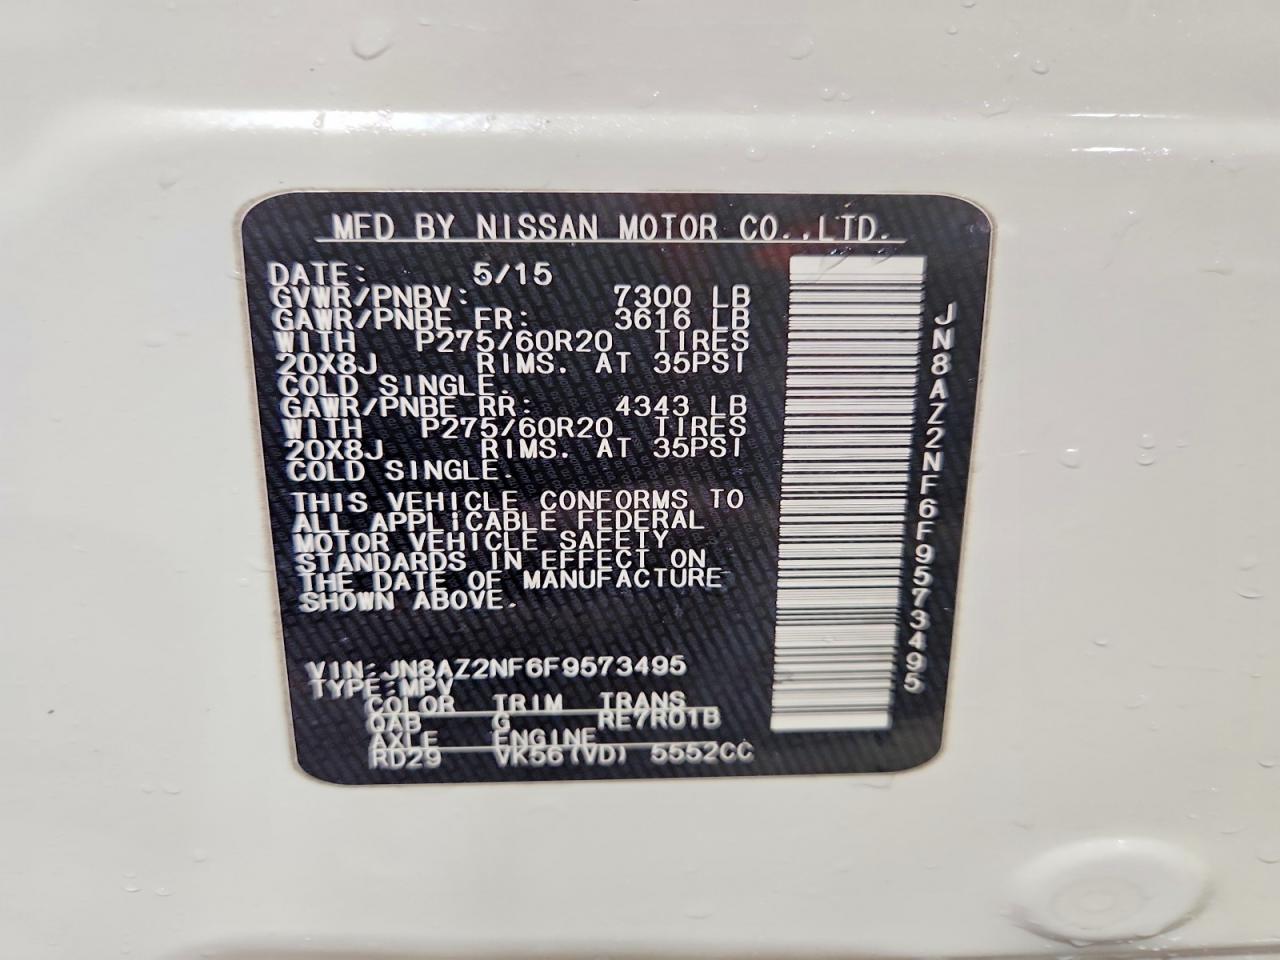 MFD BY NISSAN MOTOR CO.,LTD.
DATE: 5/15
GVWR/PNBV: 7300 LB
GAWR/PNBE FR: 3616 LB
WITH P275/60R20 TIRES
20X8J RIMS. AT 35PSI
COLD SINGLE.
GAWR/PNBE RR: 4343 LB
WITH P275/60R20 TIRES
20X8J RIMS. AT 35PSI
COLD SINGLE.
THIS VEHICLE CONFORMS TO
ALL APPLICABLE FEDERAL
MOTOR VEHICLE SAFETY
STANDARDS IN EFFECT ON
THE DATE OF MANUFACTURE
SHOWN ABOVE.
VIN:JN8AZ2NF6F9573495
TYPE:MPV
COLOR TRIM TRANS
QAB G RE7R01B
AXLE ENGINE
RD29 VK56(VD) 5552CC
JN8AZ2NF6F9573495